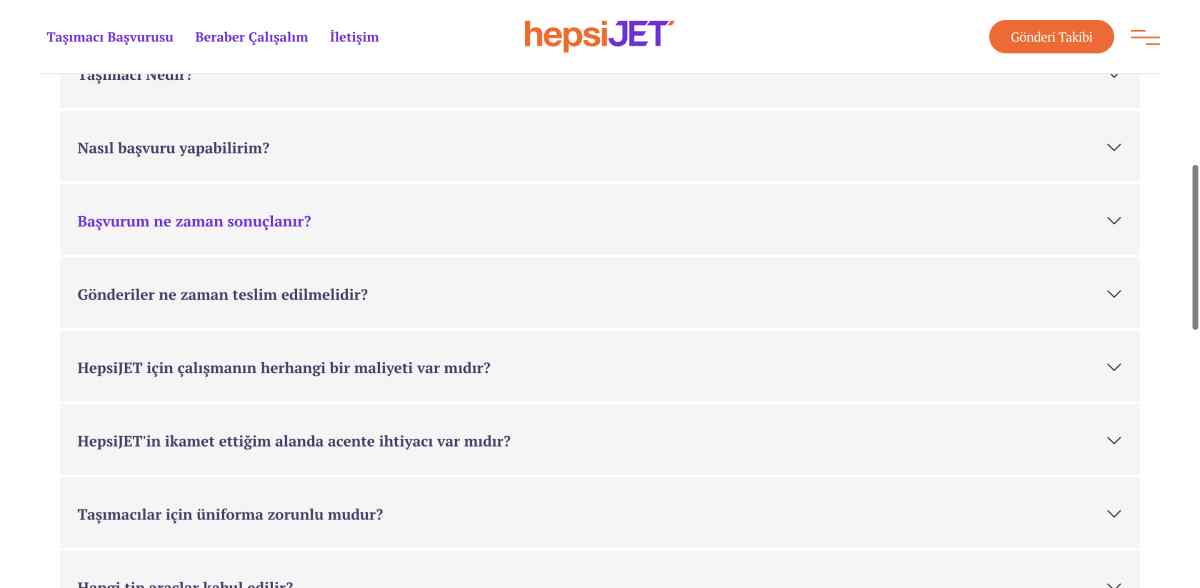 Taşımacı Başvurusu
Beraber Çalışalım
İletişim
hepsiJET
Gönderi Takibi
Taşımacı Nedir?
Nasıl başvuru yapabilirim?
Başvurum ne zaman sonuçlanır?
Gönderiler ne zaman teslim edilmelidir?
HepsiJET için çalışmanın herhangi bir maliyeti var mıdır?
HepsiJET'in ikamet ettiğim alanda acente ihtiyacı var mıdır?
Taşımacılar için üniforma zorunlu mudur?
Hangi tip araçlar kabul edilir?